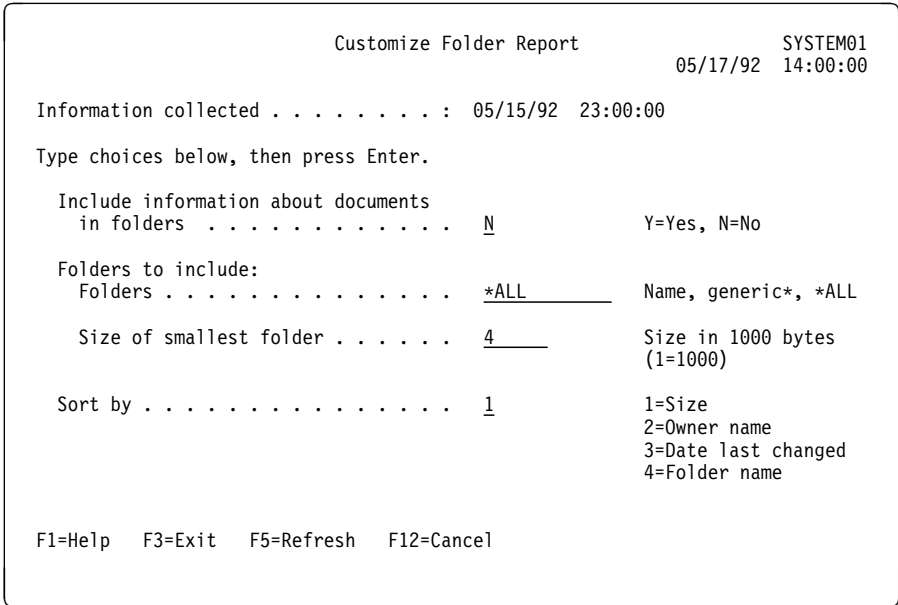 Customize Folder Report SYSTEM01
05/17/92 14:00:00
Information collected . . . . . . . . : 05/15/92 23:00:00
Type choices below, then press Enter.
Include information about documents
in folders . . . . . . . . . . . . N Y=Yes, N=No
Folders to include:
Folders . . . . . . . . . . . . . . *ALL Name, generic*, *ALL
Size of smallest folder . . . . . . 4 Size in 1000 bytes
(1=1000)
Sort by . . . . . . . . . . . . . . . 1 1=Size
2=Owner name
3=Date last changed
4=Folder name
F1=Help F3=Exit F5=Refresh F12=Cancel